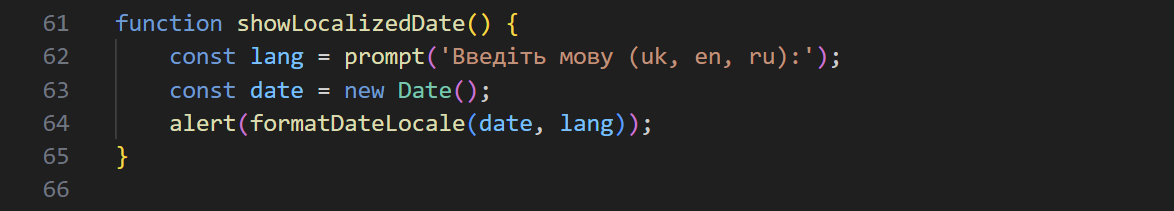 61 function showLocalizedDate() {
62 const lang = prompt('Введіть мову (uk, en, ru):');
63 const date = new Date();
64 alert(formatDateLocale(date, lang));
65 }
66